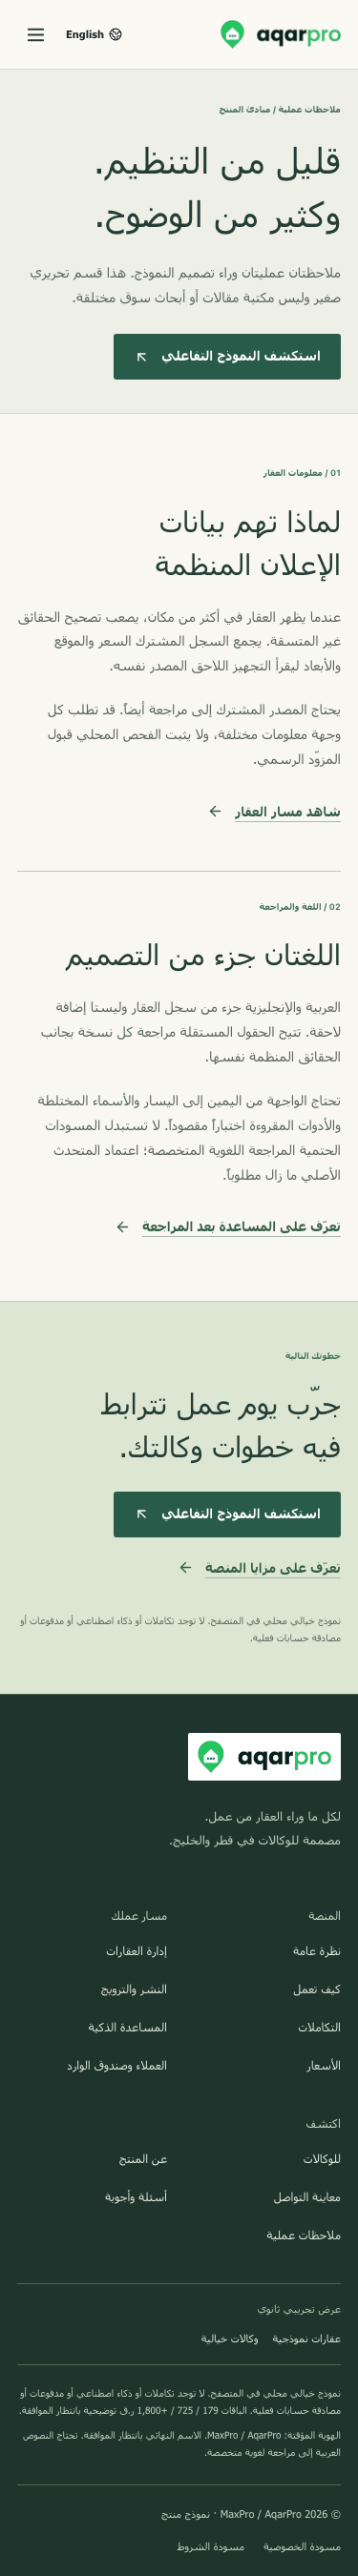 aqarpro
English
ملاحظات عملية / مبادئ المنتج
قليل من التنظيم.
وكثير من الوضوح.
ملاحظتان عمليتان وراء تصميم النموذج. هذا قسم تحريري
صغير وليس مكتبة مقالات أو أبحاث سوق مختلقة.
استكشف النموذج التفاعلي
01 / معلومات العقار
لماذا تهم بيانات
الإعلان المنظمة
عندما يظهر العقار في أكثر من مكان، يصعب تصحيح الحقائق
غير المتسقة. يجمع السجل المشترك السعر والموقع
والأبعاد ليقرأ التجهيز اللاحق المصدر نفسه.
يحتاج المصدر المشترك إلى مراجعة أيضاً. قد تطلب كل
وجهة معلومات مختلفة، ولا يثبت الفحص المحلي قبول
المزوّد الرسمي.
شاهد مسار العقار
02 / اللغة والمراجعة
اللغتان جزء من التصميم
العربية والإنجليزية جزء من سجل العقار وليستا إضافة
لاحقة. تتيح الحقول المستقلة مراجعة كل نسخة بجانب
الحقائق المنظمة نفسها.
تحتاج الواجهة من اليمين إلى اليسار والأسماء المختلطة
والأدوات المقروءة اختباراً مقصوداً. لا تستبدل المسودات
الحتمية المراجعة اللغوية المتخصصة؛ اعتماد المتحدث
الأصلي ما زال مطلوباً.
تعرّف على المساعدة بعد المراجعة
خطوتك التالية
جرّب يوم عمل تترابط
فيه خطوات وكالتك.
استكشف النموذج التفاعلي
تعرّف على مزايا المنصة
نموذج خيالي محلي في المتصفح. لا توجد تكاملات أو ذكاء اصطناعي أو مدفوعات أو
مصادقة حسابات فعلية.
aqarpro
لكل ما وراء العقار من عمل.
مصممة للوكالات في قطر والخليج.
المنصة
نظرة عامة
كيف تعمل
التكاملات
الأسعار
مسار عملك
إدارة العقارات
النشر والترويج
المساعدة الذكية
العملاء وصندوق الوارد
اكتشف
للوكالات
عن المنتج
معاينة التواصل
أسئلة وأجوبة
ملاحظات عملية
عرض تجريبي ثانوي
عقارات نموذجية
وكالات خيالية
نموذج خيالي محلي في المتصفح. لا توجد تكاملات أو ذكاء اصطناعي أو مدفوعات أو
مصادقة حسابات فعلية. الباقات 179 / 725 / +1,800 ر.ق توضيحية بانتظار الموافقة.
الهوية المؤقتة: MaxPro / AqarPro. الاسم النهائي بانتظار الموافقة. تحتاج النصوص
العربية إلى مراجعة لغوية متخصصة.
© 2026 MaxPro / AqarPro · نموذج منتج
مسودة الخصوصية
مسودة الشروط